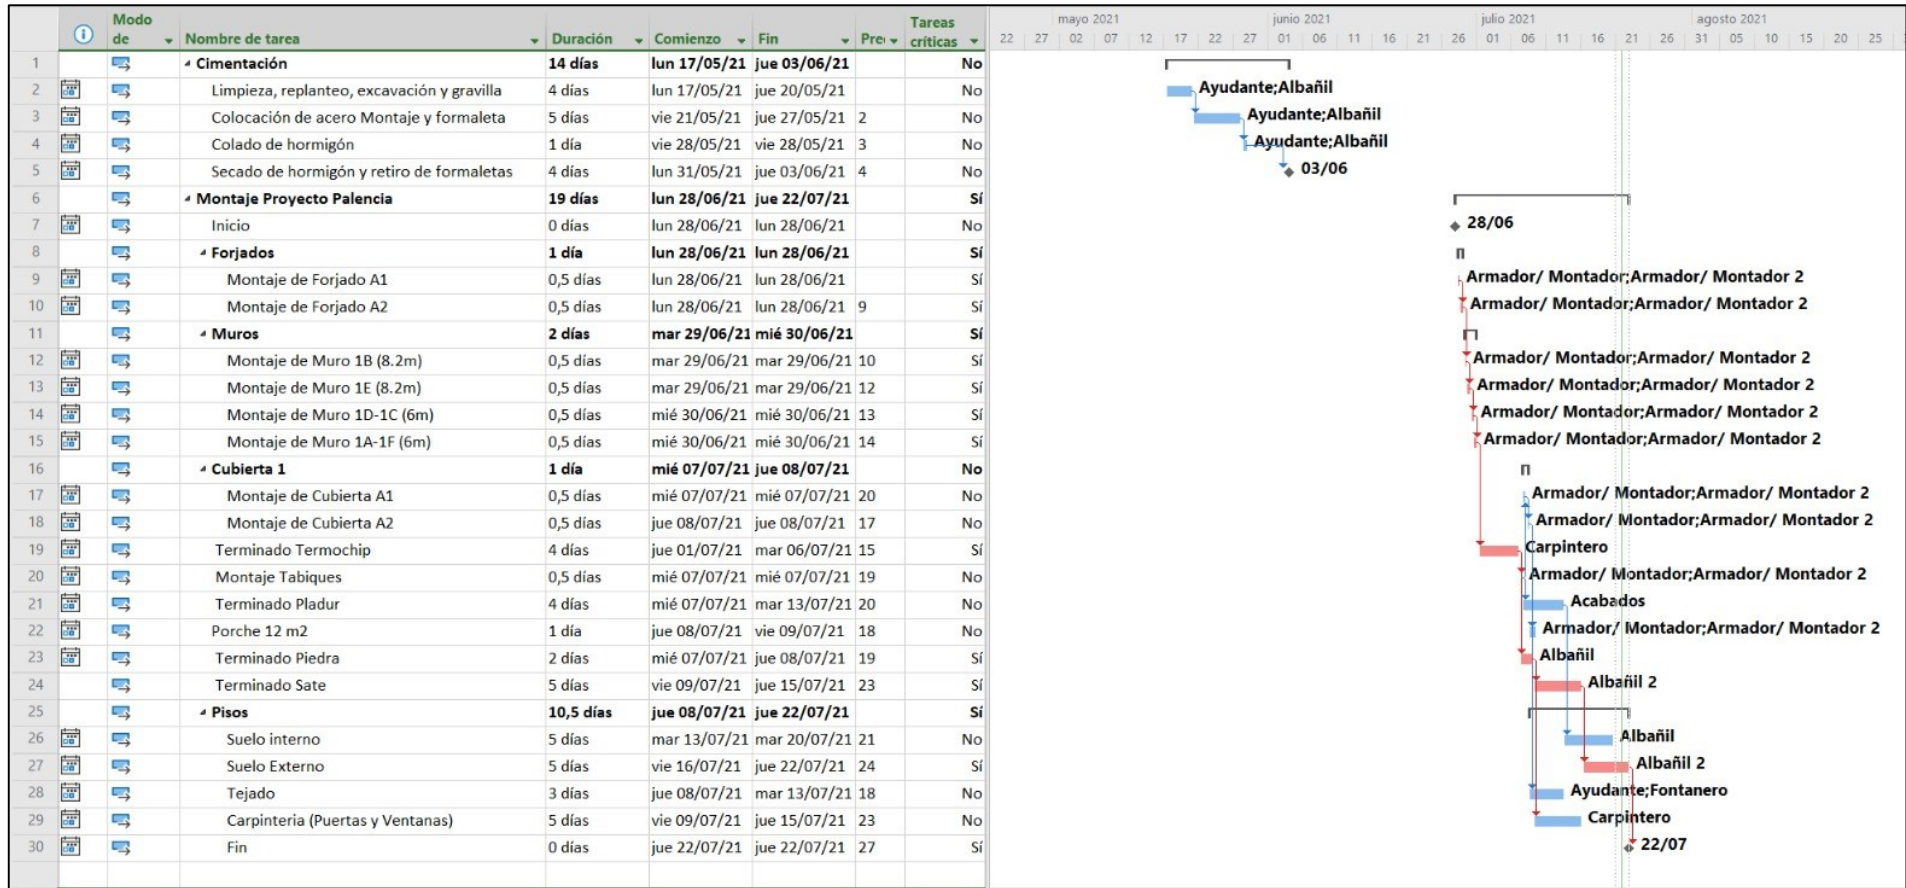 mayo 2021 junio 2021 julio 2021 agosto 2021
Modo de Nombre de tarea Duración Comienzo Fin Pre Tareas críticas 22 27 02 07 12 17 22 27 01 06 11 16 21 26 01 06 11 16 21 26 31 05 10 15 20 25
1 Cimentación 14 días lun 17/05/21 jue 03/06/21 No
2 Limpieza, replanteo, excavación y gravilla 4 días lun 17/05/21 jue 20/05/21 No Ayudante;Albañil
3 Colocación de acero Montaje y formaleta 5 días vie 21/05/21 jue 27/05/21 2 No Ayudante;Albañil
4 Colado de hormigón 1 día vie 28/05/21 vie 28/05/21 3 No Ayudante;Albañil
5 Secado de hormigón y retiro de formaletas 4 días lun 31/05/21 jue 03/06/21 4 No 03/06
6 Montaje Proyecto Palencia 19 días lun 28/06/21 jue 22/07/21 Sí
7 Inicio 0 días lun 28/06/21 lun 28/06/21 No 28/06
8 Forjados 1 día lun 28/06/21 lun 28/06/21 Sí
9 Montaje de Forjado A1 0,5 días lun 28/06/21 lun 28/06/21 Sí Armador/ Montador;Armador/ Montador 2
10 Montaje de Forjado A2 0,5 días lun 28/06/21 lun 28/06/21 9 Sí Armador/ Montador;Armador/ Montador 2
11 Muros 2 días mar 29/06/21 mié 30/06/21 Sí
12 Montaje de Muro 1B (8.2m) 0,5 días mar 29/06/21 mar 29/06/21 10 Sí Armador/ Montador;Armador/ Montador 2
13 Montaje de Muro 1E (8.2m) 0,5 días mar 29/06/21 mar 29/06/21 12 Sí Armador/ Montador;Armador/ Montador 2
14 Montaje de Muro 1D-1C (6m) 0,5 días mié 30/06/21 mié 30/06/21 13 Sí Armador/ Montador;Armador/ Montador 2
15 Montaje de Muro 1A-1F (6m) 0,5 días mié 30/06/21 mié 30/06/21 14 Sí Armador/ Montador;Armador/ Montador 2
16 Cubierta 1 1 día mié 07/07/21 jue 08/07/21 No
17 Montaje de Cubierta A1 0,5 días mié 07/07/21 mié 07/07/21 20 No Armador/ Montador;Armador/ Montador 2
18 Montaje de Cubierta A2 0,5 días jue 08/07/21 jue 08/07/21 17 No Armador/ Montador;Armador/ Montador 2
19 Terminado Termochip 4 días jue 01/07/21 mar 06/07/21 15 Sí Carpintero
20 Montaje Tabiques 0,5 días mié 07/07/21 mié 07/07/21 19 No Armador/ Montador;Armador/ Montador 2
21 Terminado Pladur 4 días mié 07/07/21 mar 13/07/21 20 No Acabados
22 Porche 12 m2 1 día jue 08/07/21 vie 09/07/21 18 No Armador/ Montador;Armador/ Montador 2
23 Terminado Piedra 2 días mié 07/07/21 jue 08/07/21 19 Sí Albañil
24 Terminado Sate 5 días vie 09/07/21 jue 15/07/21 23 Sí Albañil 2
25 Pisos 10,5 días jue 08/07/21 jue 22/07/21 Sí
26 Suelo interno 5 días mar 13/07/21 mar 20/07/21 21 No Albañil
27 Suelo Externo 5 días vie 16/07/21 jue 22/07/21 24 Sí Albañil 2
28 Tejado 3 días jue 08/07/21 mar 13/07/21 18 No Ayudante;Fontanero
29 Carpinteria (Puertas y Ventanas) 5 días vie 09/07/21 jue 15/07/21 23 No Carpintero
30 Fin 0 días jue 22/07/21 jue 22/07/21 27 Sí 22/07